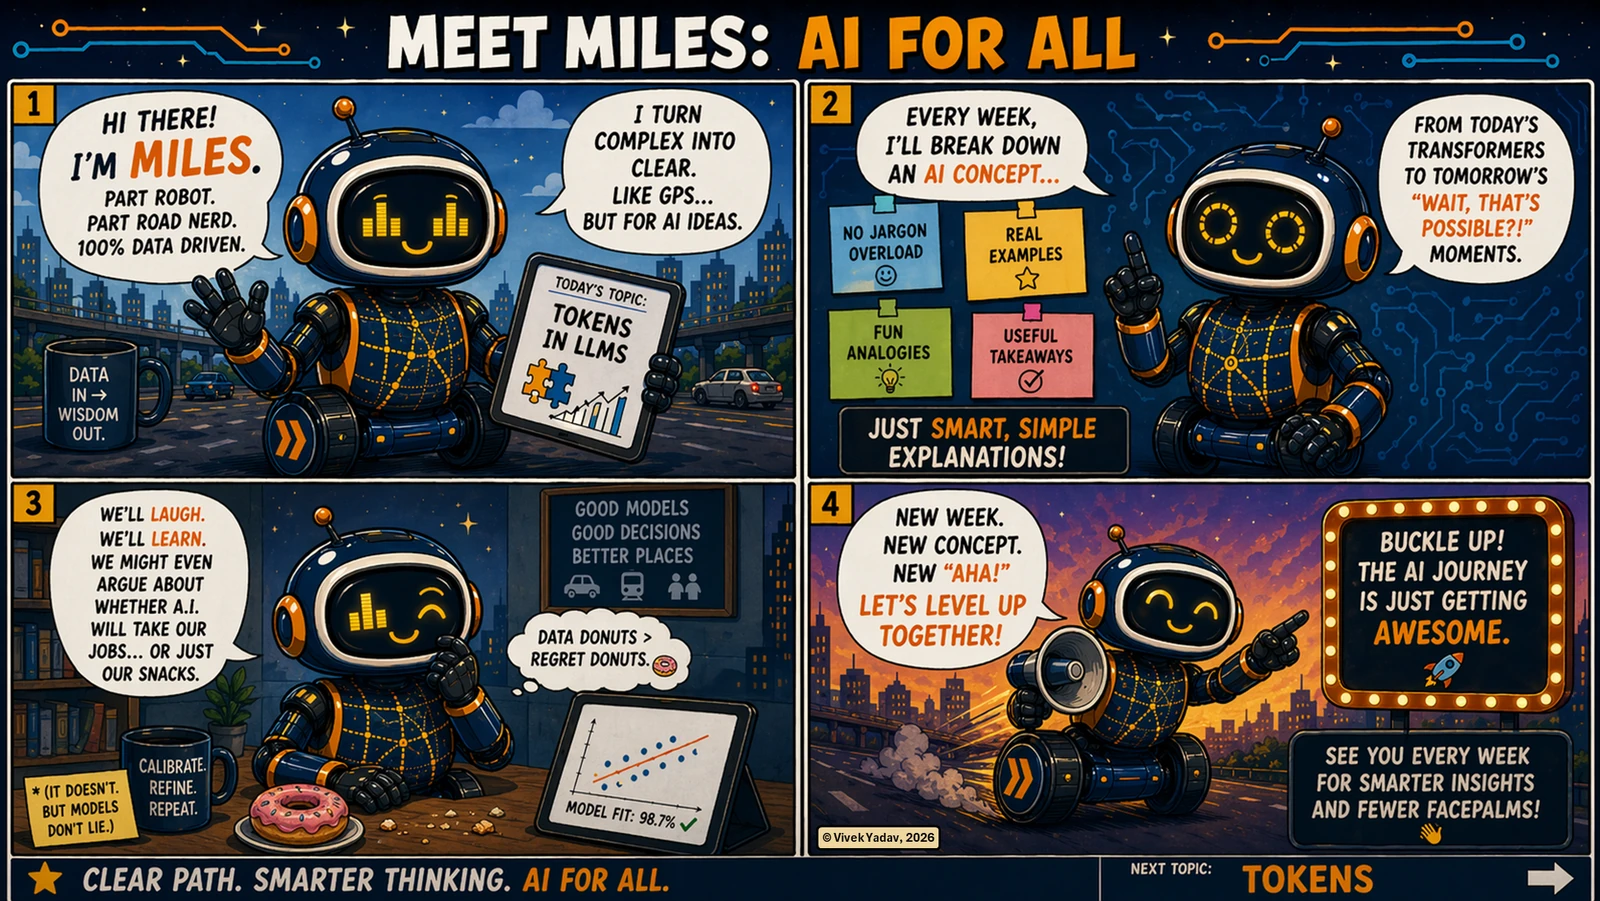 MEET MILES: AI FOR ALL
1
HI THERE!
I'M MILES.
PART ROBOT.
PART ROAD NERD.
100% DATA DRIVEN.
I TURN
COMPLEX INTO
CLEAR.
LIKE GPS...
BUT FOR AI IDEAS.
TODAY'S TOPIC:
TOKENS
IN LLMS
DATA
IN →
WISDOM
OUT.
2
EVERY WEEK,
I'LL BREAK DOWN
AN AI CONCEPT...
FROM TODAY'S
TRANSFORMERS
TO TOMORROW'S
"WAIT, THAT'S
POSSIBLE?!"
MOMENTS.
NO JARGON
OVERLOAD
REAL
EXAMPLES
FUN
ANALOGIES
USEFUL
TAKEAWAYS
JUST SMART, SIMPLE
EXPLANATIONS!
3
WE'LL LAUGH.
WE'LL LEARN.
WE MIGHT EVEN
ARGUE ABOUT
WHETHER A.I.
WILL TAKE OUR
JOBS... OR JUST
OUR SNACKS.
GOOD MODELS
GOOD DECISIONS
BETTER PLACES
DATA DONUTS >
REGRET DONUTS.
* (IT DOESN'T.
BUT MODELS
DON'T LIE.)
CALIBRATE.
REFINE.
REPEAT.
MODEL FIT: 98.7% ✓
4
NEW WEEK.
NEW CONCEPT.
NEW "AHA!"
LET'S LEVEL UP
TOGETHER!
BUCKLE UP!
THE AI JOURNEY
IS JUST GETTING
AWESOME.
SEE YOU EVERY WEEK
FOR SMARTER INSIGHTS
AND FEWER FACEPALMS!
© Vivek Yadav, 2026
CLEAR PATH. SMARTER THINKING. AI FOR ALL.
NEXT TOPIC: TOKENS